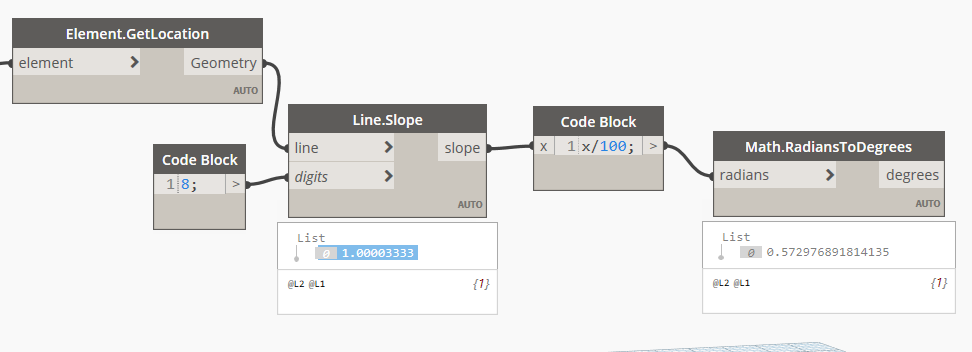 Element.GetLocation
element > Geometry
AUTO
Code Block
1 8; >
Line.Slope
line > slope
digits >
AUTO
List
0 1.00003333
@L2 @L1 {1}
Code Block
x 1 x/100; >
Math.RadiansToDegrees
radians > degrees
AUTO
List
0 0.572976891814135
@L2 @L1 {1}